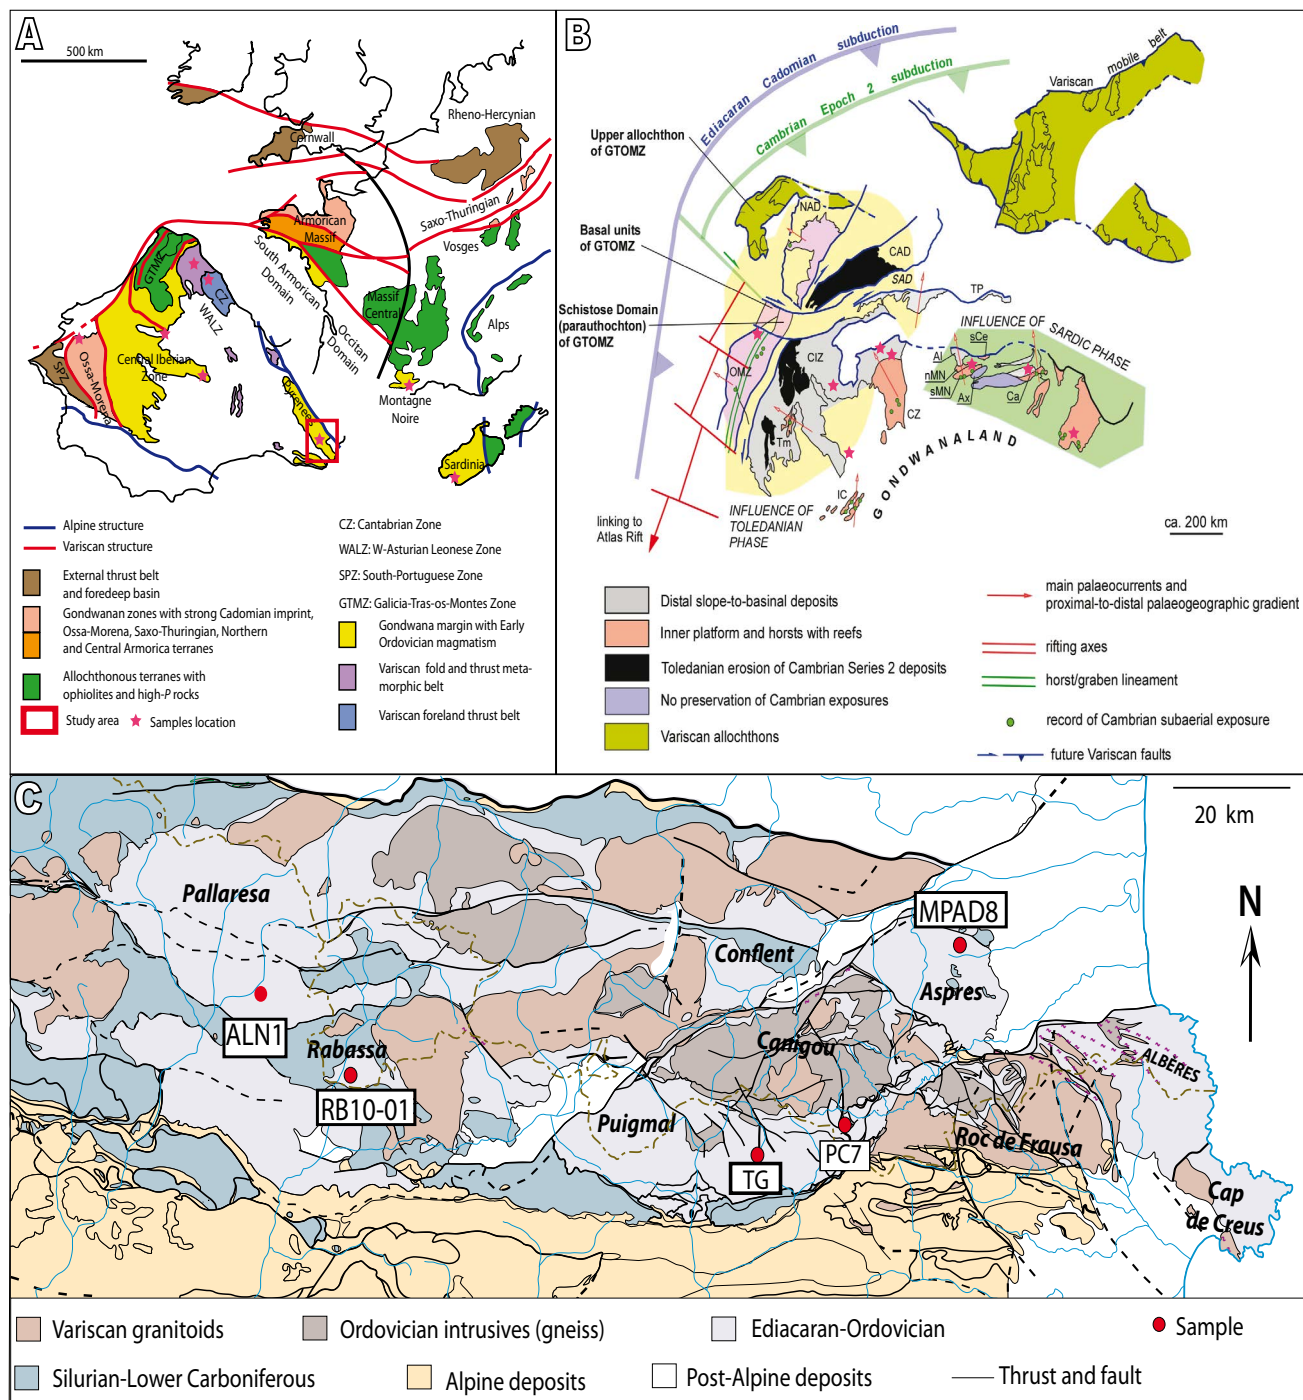 A
500 km
Rheno-Hercynian
Cornwall
Saxo-Thuringian
Armorican
Massif
Vosges
South Armorican
Domain
GTMZ
CZ
WALZ
Massif
Central
Occitan
Domain
Alps
Ossa-Morena
SPZ
Central Iberian
Zone
Pyrenees
Montagne
Noire
Sardinia
Alpine structure
Variscan structure
External thrust belt
and foredeep basin
Gondwanan zones with strong Cadomian imprint,
Ossa-Morena, Saxo-Thuringian, Northern
and Central Armorica terranes
Allochthonous terranes with
ophiolites and high-P rocks
Study area
Samples location
CZ: Cantabrian Zone
WALZ: W-Asturian Leonese Zone
SPZ: South-Portuguese Zone
GTMZ: Galicia-Tras-os-Montes Zone
Gondwana margin with Early
Ordovician magmatism
Variscan fold and thrust meta-
morphic belt
Variscan foreland thrust belt
B
Ediacaran Cadomian subduction
Cambrian Epoch 2 subduction
Variscan mobile belt
Upper allochthon
of GTOMZ
Basal units
of GTOMZ
Schistose Domain
(parauthochton)
of GTOMZ
NAD
CAD
SAD
TP
OMZ
CIZ
CZ
Tm
IC
INFLUENCE OF SARDIC PHASE
sCe
Al
nMN
sMN
Ax
Ca
GONDWANALAND
INFLUENCE OF
TOLEDANIAN
PHASE
linking to
Atlas Rift
ca. 200 km
Distal slope-to-basinal deposits
Inner platform and horsts with reefs
Toledanian erosion of Cambrian Series 2 deposits
No preservation of Cambrian exposures
Variscan allochthons
main palaeocurrents and
proximal-to-distal palaeogeographic gradient
rifting axes
horst/graben lineament
record of Cambrian subaerial exposure
future Variscan faults
C
20 km
N
Pallaresa
MPAD8
Conflent
Aspres
ALN1
Rabassa
Canigou
ALBÈRES
RB10-01
Puigmal
PC7
Roc de Frausa
TG
Cap
de Creus
Variscan granitoids
Ordovician intrusives (gneiss)
Ediacaran-Ordovician
Sample
Silurian-Lower Carboniferous
Alpine deposits
Post-Alpine deposits
Thrust and fault